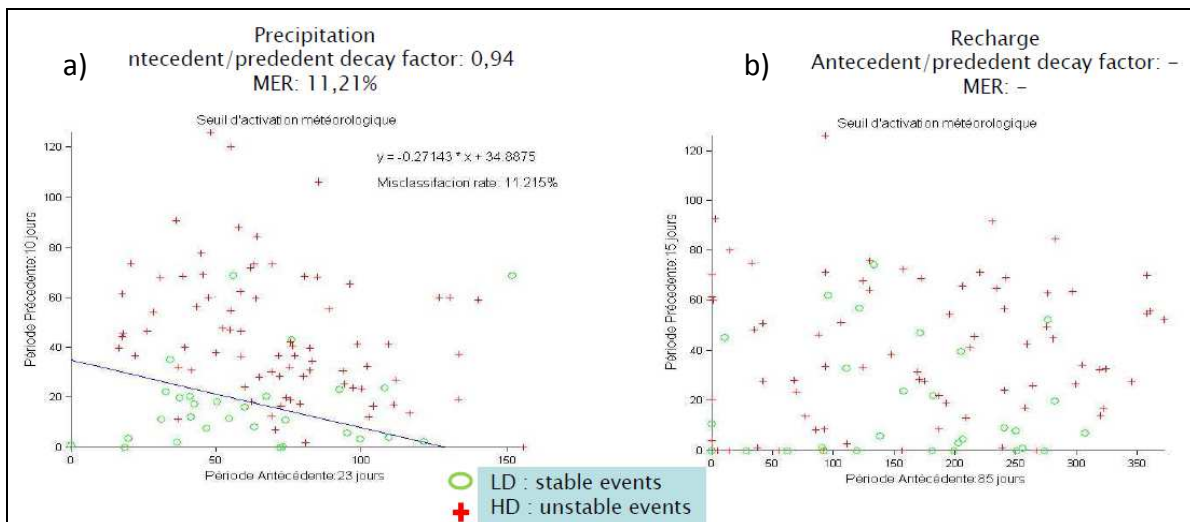 a)
Precipitation
ntecedent/prededent decay factor: 0,94
MER: 11,21%
Seuil d'activation météorologique
y = -0.27143 * x + 34.8875
Misclassifacion rate: 11.215%
120
100
80
60
40
20
0
Période Précedente:10 jours
0 50 100 150
Période Antécédente:23 jours
b)
Recharge
Antecedent/prededent decay factor: –
MER: –
Seuil d'activation météorologique
120
100
80
60
40
20
0
Période Précedente:15 jours
0 50 100 150 200 250 300 350
Période Antécédente:85 jours
LD : stable events
HD : unstable events